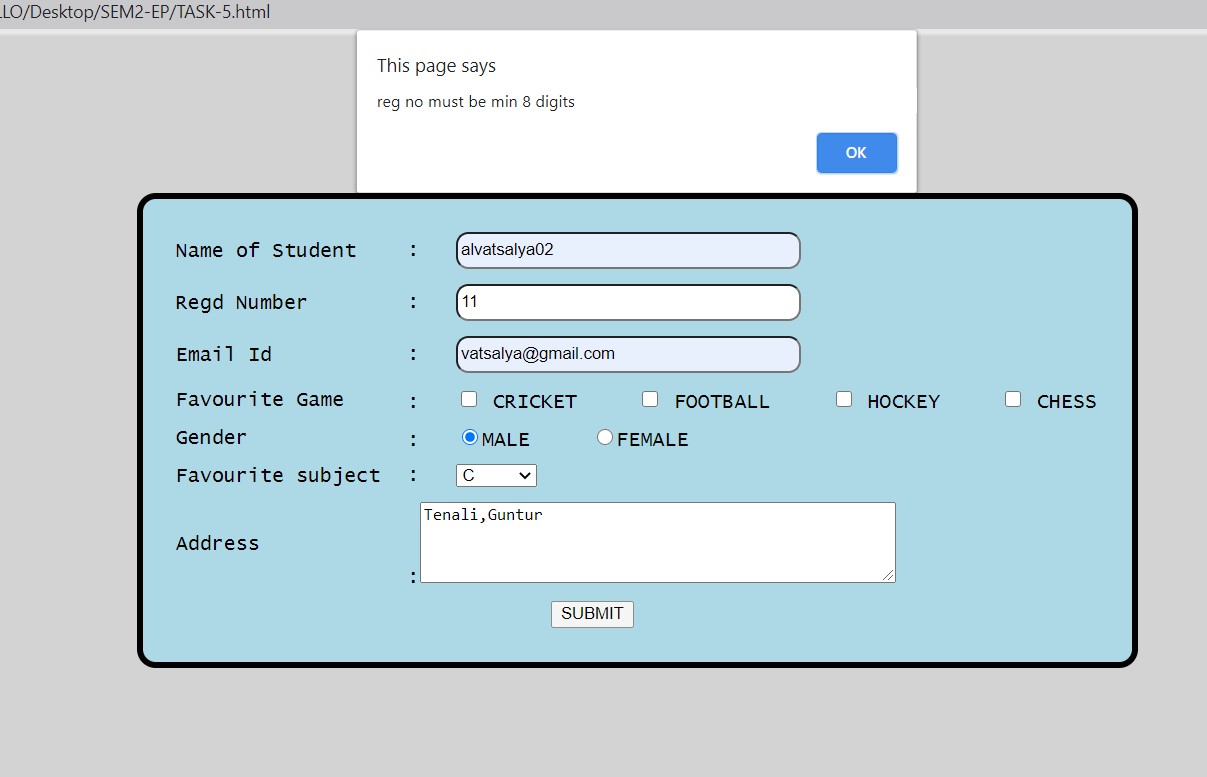 LLO/Desktop/SEM2-EP/TASK-5.html
This page says
reg no must be min 8 digits
OK
Name of Student : alvatsalya02
Regd Number : 11
Email Id : vatsalya@gmail.com
Favourite Game : CRICKET FOOTBALL HOCKEY CHESS
Gender : MALE FEMALE
Favourite subject : C
Address : Tenali,Guntur
SUBMIT